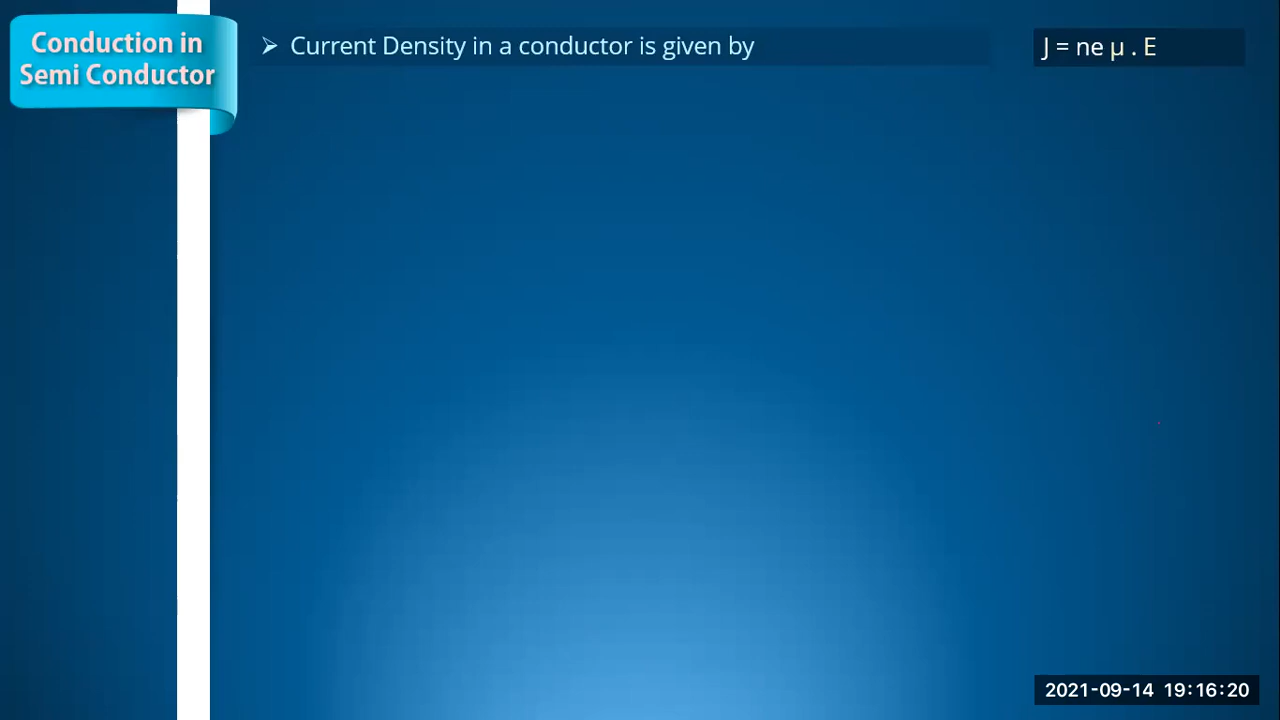 Conduction in
Semi Conductor
➢ Current Density in a conductor is given by
J = ne µ . E
2021-09-14 19:16:20